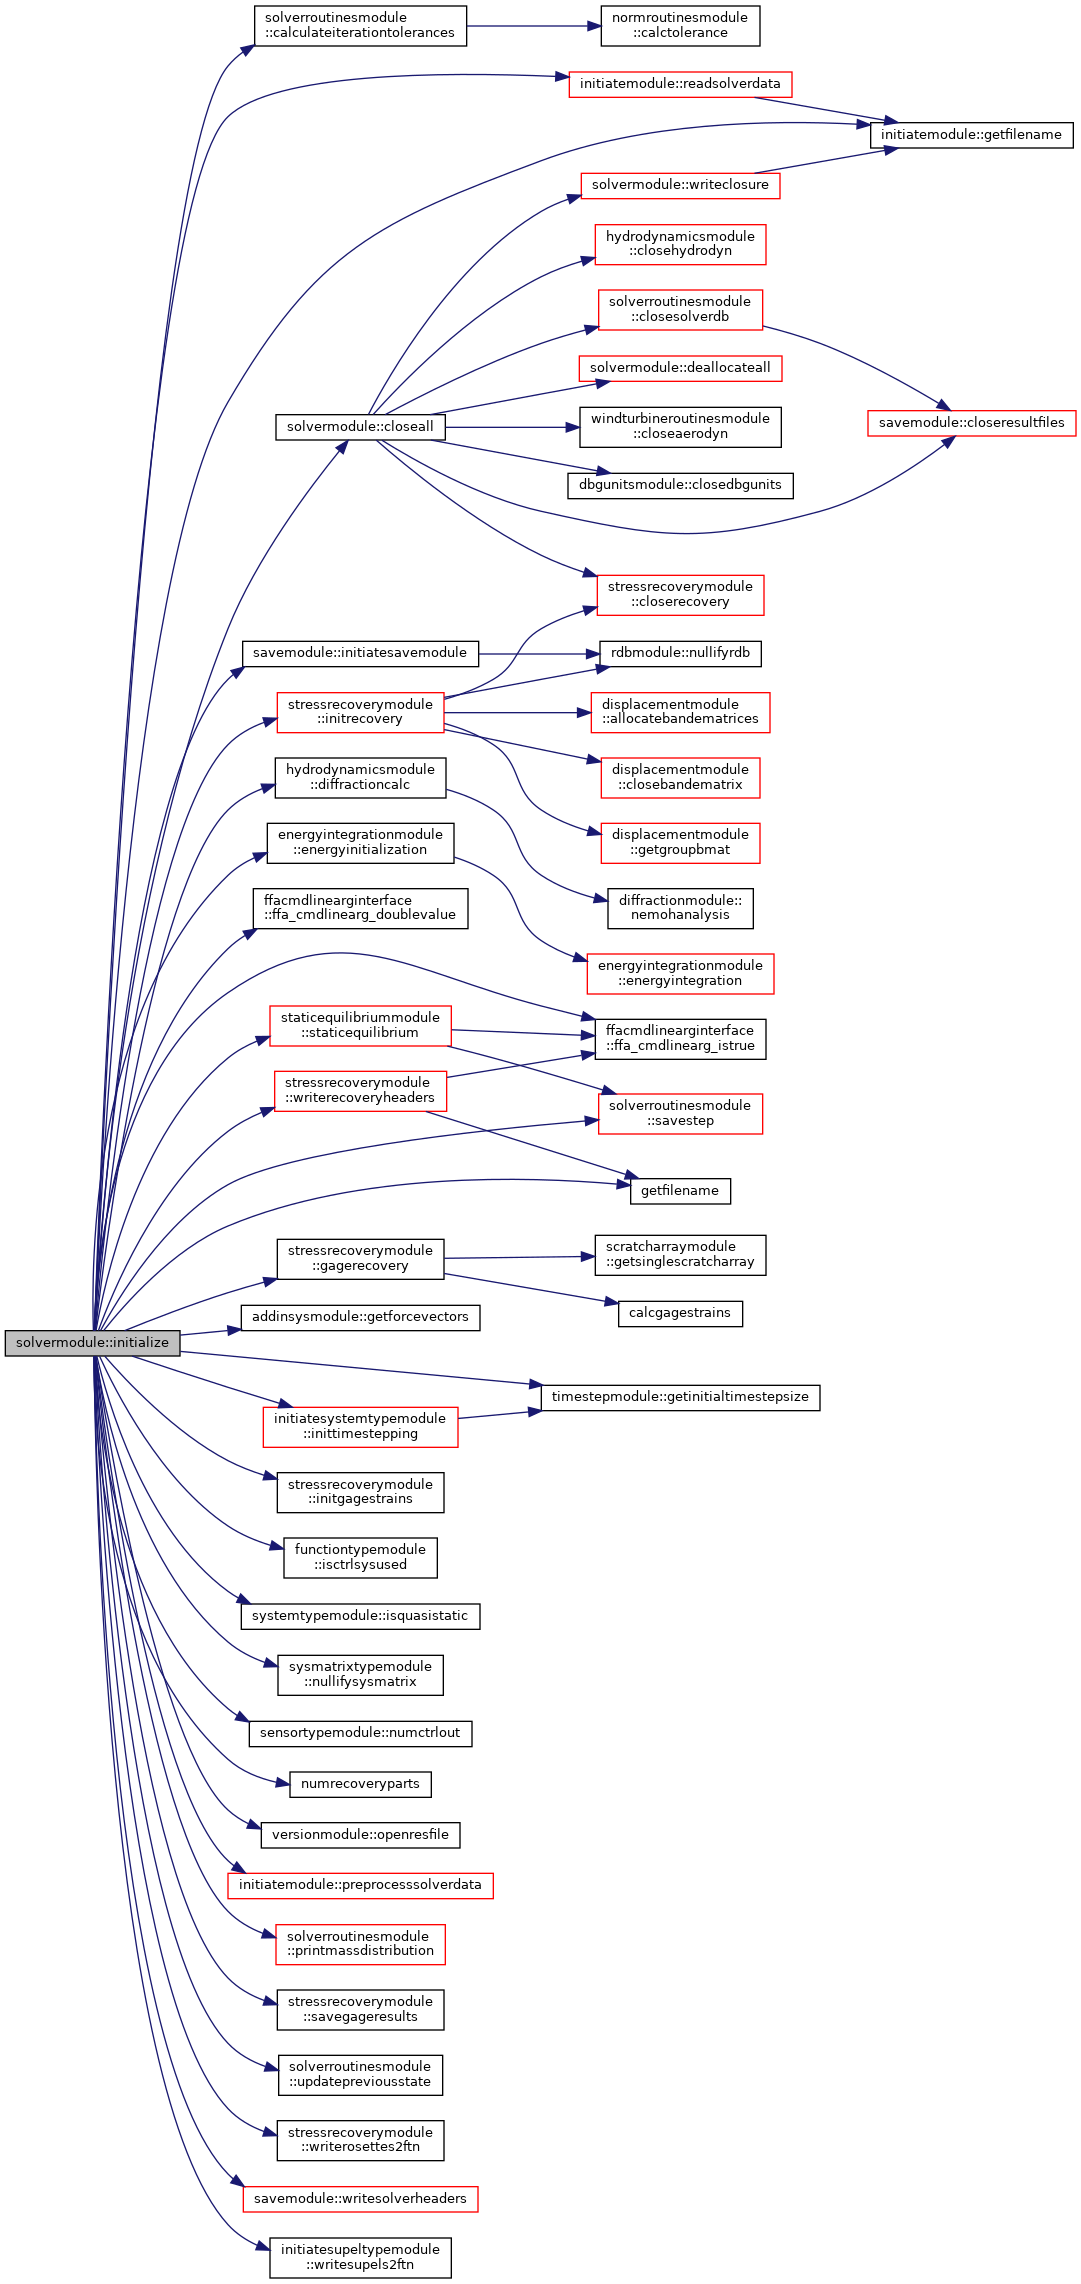 solverroutinesmodule
::calculateiterationtolerances
normroutinesmodule
::calctolerance
initiatemodule::readsolverdata
initiatemodule::getfilename
solvermodule::writeclosure
hydrodynamicsmodule
::closehydrodyn
solverroutinesmodule
::closesolverdb
solvermodule::deallocateall
solvermodule::closeall
windturbineroutinesmodule
::closeaerodyn
savemodule::closeresultfiles
dbgunitsmodule::closedbgunits
stressrecoverymodule
::closerecovery
savemodule::initiatesavemodule
rdbmodule::nullifyrdb
stressrecoverymodule
::initrecovery
displacementmodule
::allocatebandematrices
hydrodynamicsmodule
::diffractioncalc
displacementmodule
::closebandematrix
energyintegrationmodule
::energyinitialization
displacementmodule
::getgroupbmat
ffacmdlinearginterface
::ffa_cmdlinearg_doublevalue
diffractionmodule::
nemohanalysis
energyintegrationmodule
::energyintegration
staticequilibriummodule
::staticequilibrium
ffacmdlinearginterface
::ffa_cmdlinearg_istrue
stressrecoverymodule
::writerecoveryheaders
solverroutinesmodule
::savestep
getfilename
stressrecoverymodule
::gagerecovery
scratcharraymodule
::getsinglescratcharray
addinsysmodule::getforcevectors
calcgagestrains
solvermodule::initialize
timestepmodule::getinitialtimestepsize
initiatesystemtypemodule
::inittimestepping
stressrecoverymodule
::initgagestrains
functiontypemodule
::isctrlsysused
systemtypemodule::isquasistatic
sysmatrixtypemodule
::nullifysysmatrix
sensortypemodule::numctrlout
numrecoveryparts
versionmodule::openresfile
initiatemodule::preprocesssolverdata
solverroutinesmodule
::printmassdistribution
stressrecoverymodule
::savegageresults
solverroutinesmodule
::updatepreviousstate
stressrecoverymodule
::writerosettes2ftn
savemodule::writesolverheaders
initiatesupeltypemodule
::writesupels2ftn